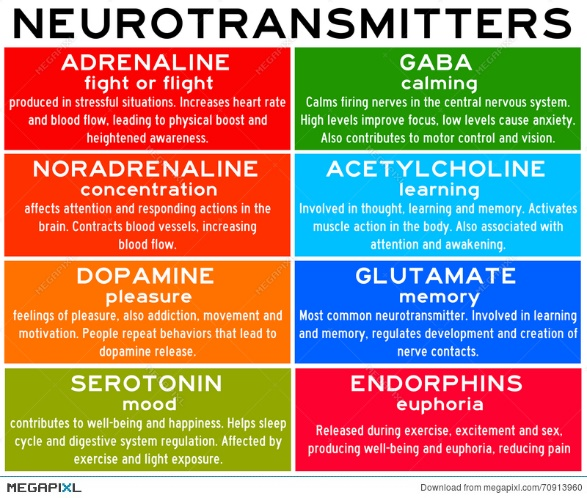 NEUROTRANSMITTERS
ADRENALINE
fight or flight
produced in stressful situations. Increases heart rate
and blood flow, leading to physical boost and
heightened awareness.
GABA
calming
Calms firing nerves in the central nervous system.
High levels improve focus, low levels cause anxiety.
Also contributes to motor control and vision.
NORADRENALINE
concentration
affects attention and responding actions in the
brain. Contracts blood vessels, increasing
blood flow.
ACETYLCHOLINE
learning
Involved in thought, learning and memory. Activates
muscle action in the body. Also associated with
attention and awakening.
DOPAMINE
pleasure
feelings of pleasure, also addiction, movement and
motivation. People repeat behaviors that lead to
dopamine release.
GLUTAMATE
memory
Most common neurotransmitter. Involved in learning
and memory, regulates development and creation of
nerve contacts.
SEROTONIN
mood
contributes to well-being and happiness. Helps sleep
cycle and digestive system regulation. Affected by
exercise and light exposure.
ENDORPHINS
euphoria
Released during exercise, excitement and sex,
producing well-being and euphoria, reducing pain
MEGAPIXL
Download from megapixl.com/70913960